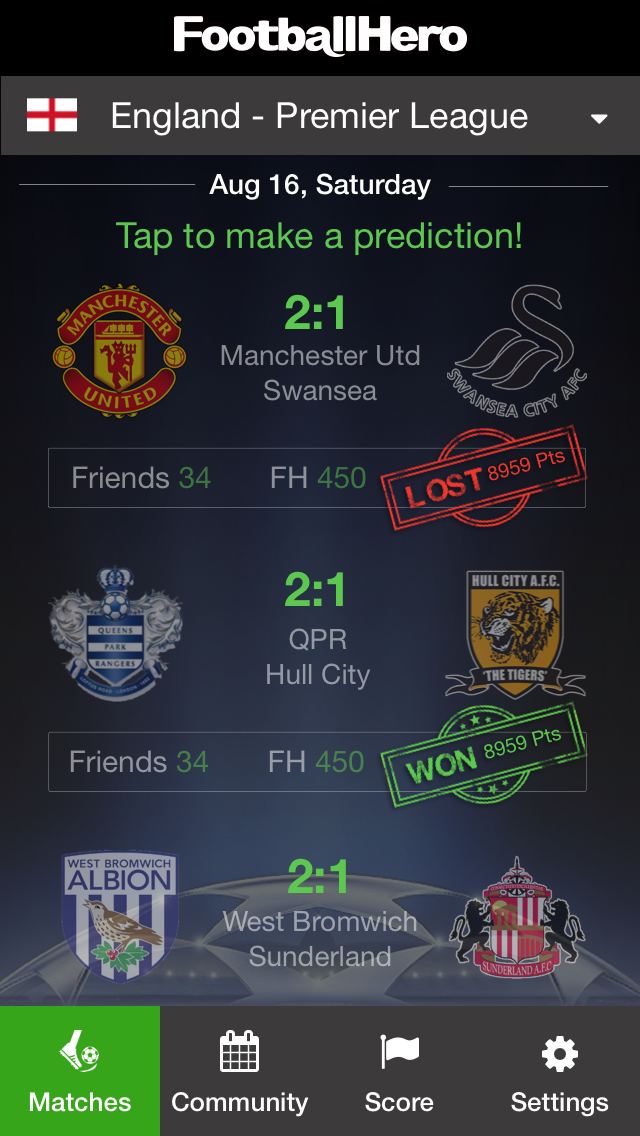 FootballHero
England - Premier League
Aug 16, Saturday
Tap to make a prediction!
MANCHESTER
UNITED
2:1
Manchester Utd
Swansea
SWANSEA CITY AFC
Friends 34
FH 450
LOST 8959 Pts
QUEENS
PARK
RANGERS
2:1
QPR
Hull City
HULL CITY A.F.C.
'THE TIGERS'
Friends 34
FH 450
WON 8959 Pts
WEST BROMWICH
ALBION
2:1
West Bromwich
Sunderland
SUNDERLAND A.F.C
Matches
Community
Score
Settings